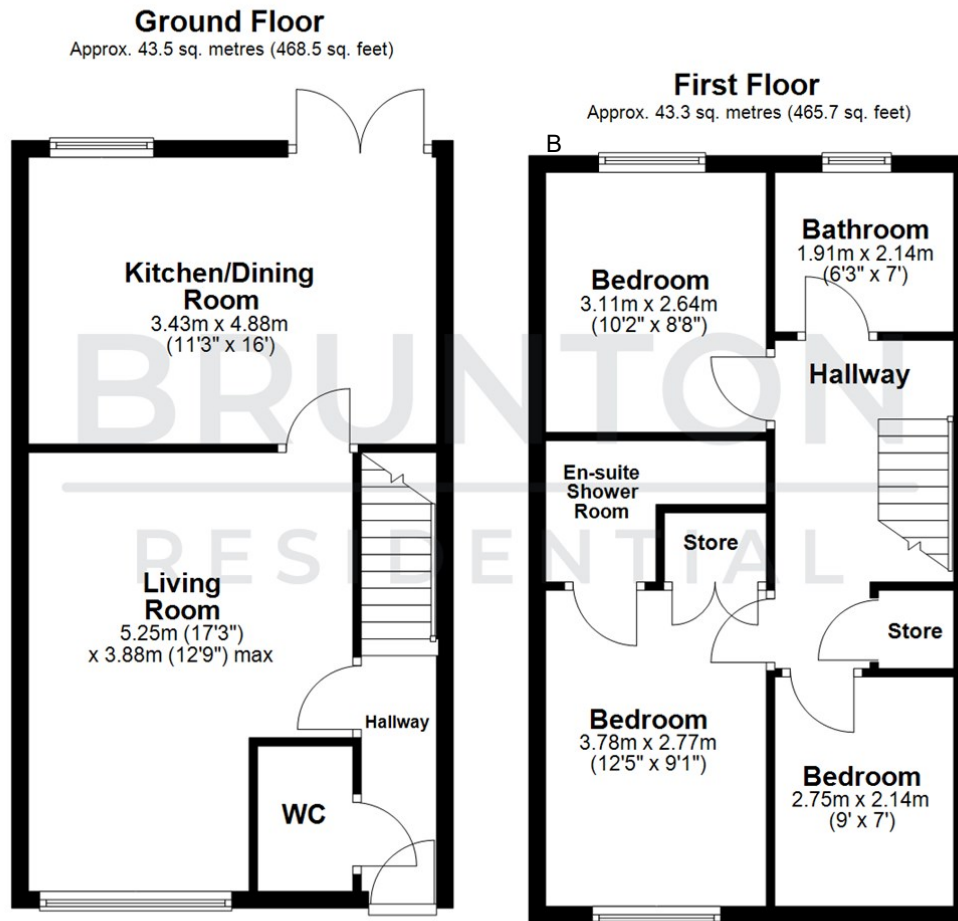 Ground Floor
Approx. 43.5 sq. metres (468.5 sq. feet)
Kitchen/Dining
Room
3.43m x 4.88m
(11'3" x 16')
Living
Room
5.25m (17'3")
x 3.88m (12'9") max
Hallway
WC
First Floor
Approx. 43.3 sq. metres (465.7 sq. feet)
B
Bedroom
3.11m x 2.64m
(10'2" x 8'8")
Bathroom
1.91m x 2.14m
(6'3" x 7')
Hallway
En-suite
Shower
Room
Store
Store
Bedroom
3.78m x 2.77m
(12'5" x 9'1")
Bedroom
2.75m x 2.14m
(9' x 7')
BRUNTON
RESIDENTIAL